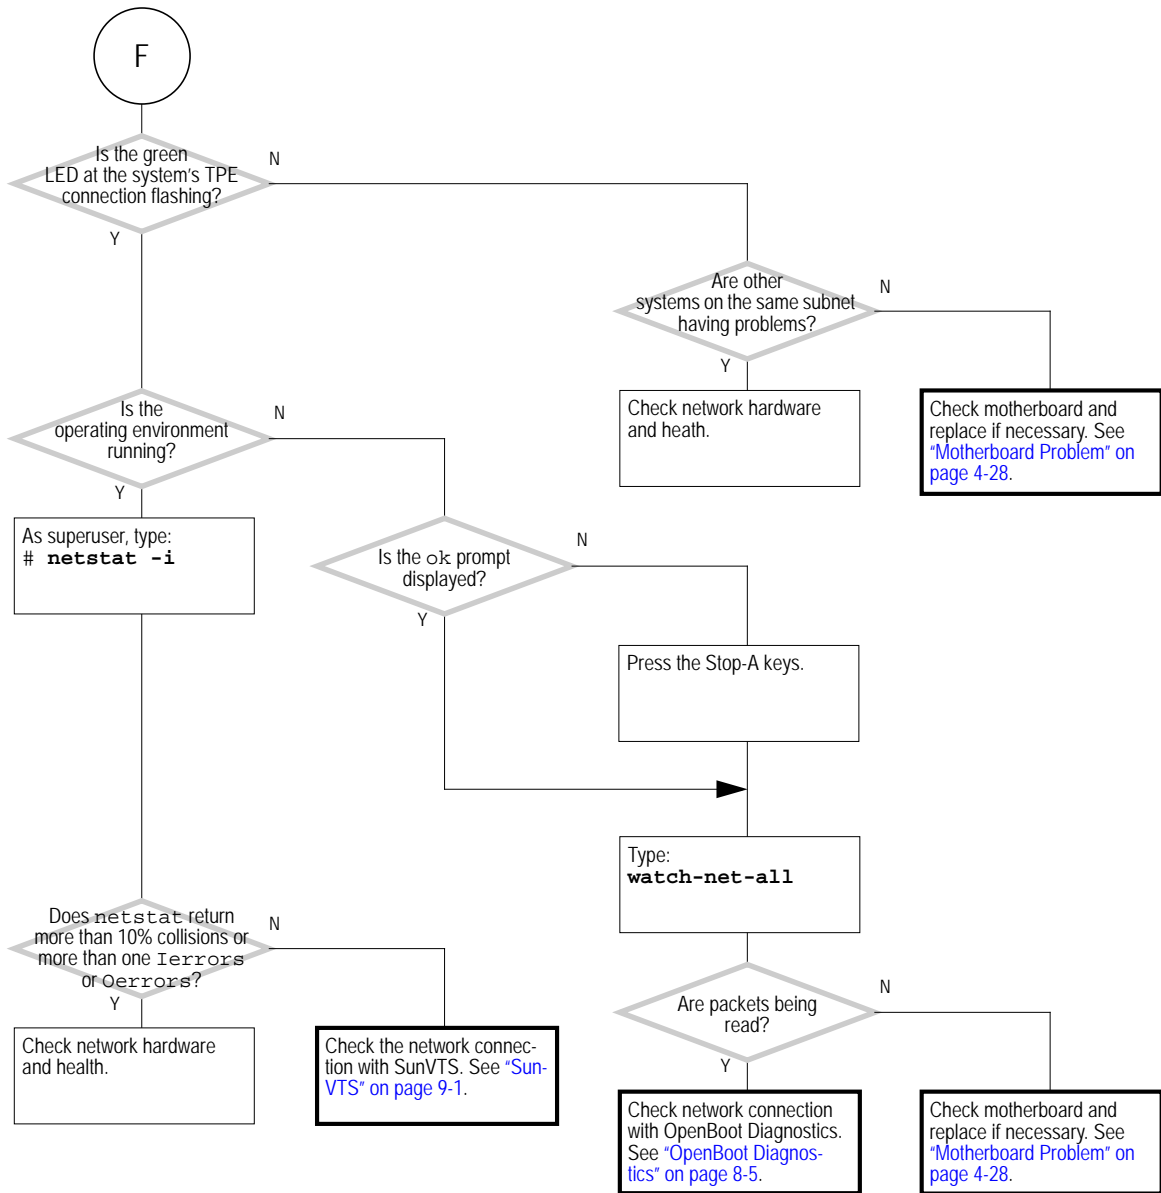 F
Is the green
LED at the system's TPE
connection flashing?
N
Y
Are other
systems on the same subnet
having problems?
N
Y
Check network hardware
and heath.
Check motherboard and
replace if necessary. See
“Motherboard Problem” on
page 4-28.
Is the
operating environment
running?
N
Y
As superuser, type:
# netstat -i
Is the ok prompt
displayed?
N
Y
Press the Stop-A keys.
Type:
watch-net-all
Does netstat return
more than 10% collisions or
more than one Ierrors
or Oerrors?
N
Y
Check network hardware
and health.
Check the network connec-
tion with SunVTS. See “Sun-
VTS” on page 9-1.
Are packets being
read?
N
Y
Check network connection
with OpenBoot Diagnostics.
See “OpenBoot Diagnos-
tics” on page 8-5.
Check motherboard and
replace if necessary. See
“Motherboard Problem” on
page 4-28.